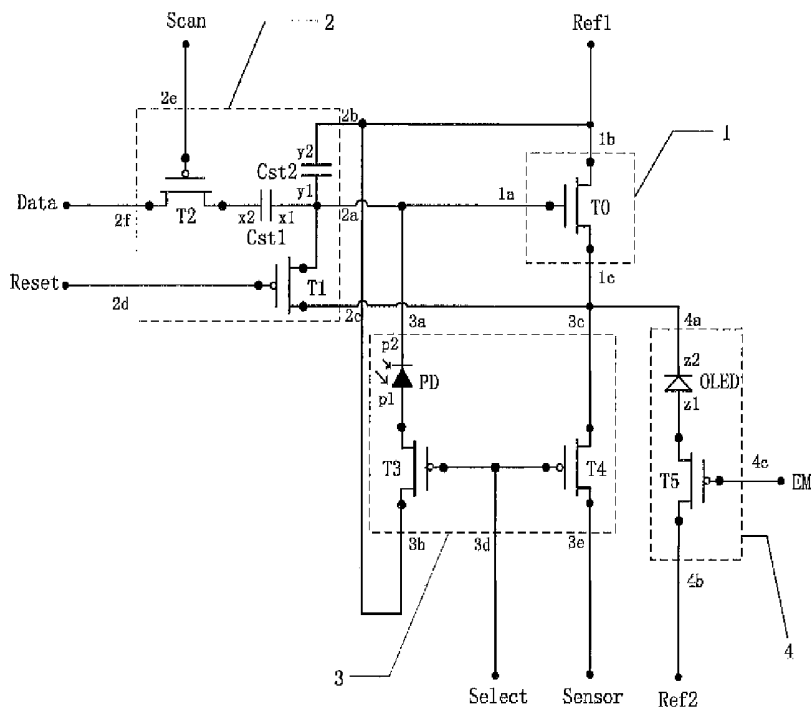 Scan
2
Ref1
2e
2b
1b
1
y2
Cst2
y1
T2
x2
x1
Cst1
Data
2f
2a
1a
T0
Reset
2d
T1
2c
1c
3a
3c
4a
p2
p1
PD
z2
OLED
z1
T3
T4
T5
4c
EM
3b
3d
3e
4b
3
4
Select
Sensor
Ref2